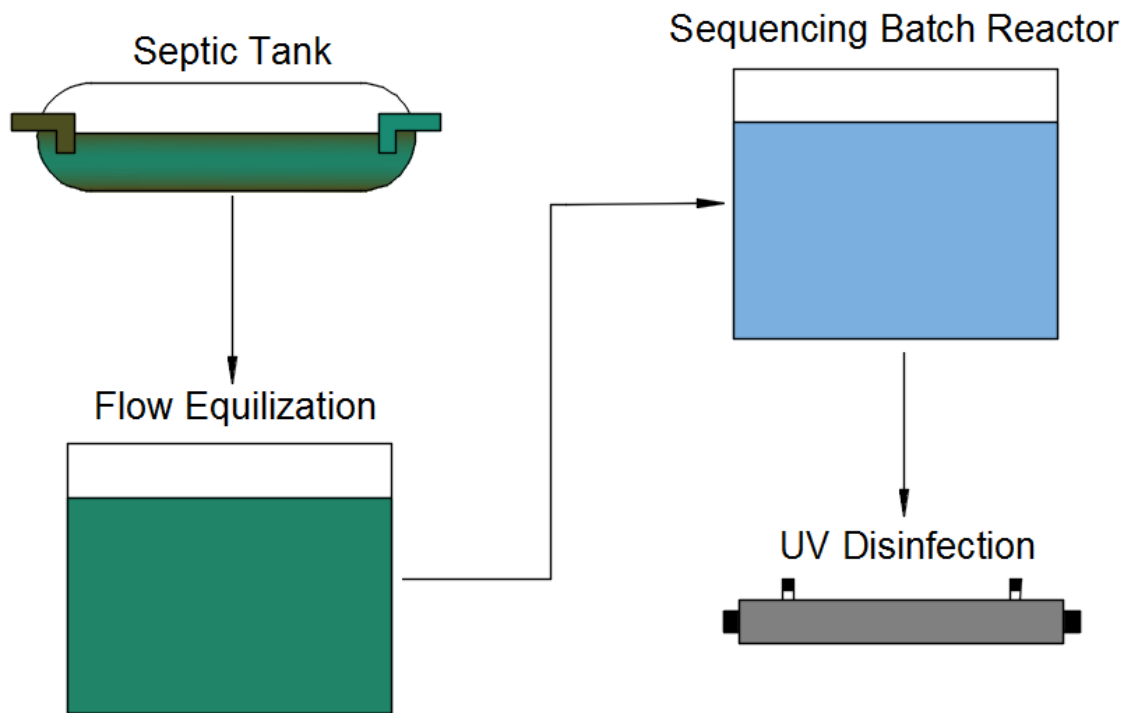 Septic Tank
Flow Equilization
Sequencing Batch Reactor
UV Disinfection